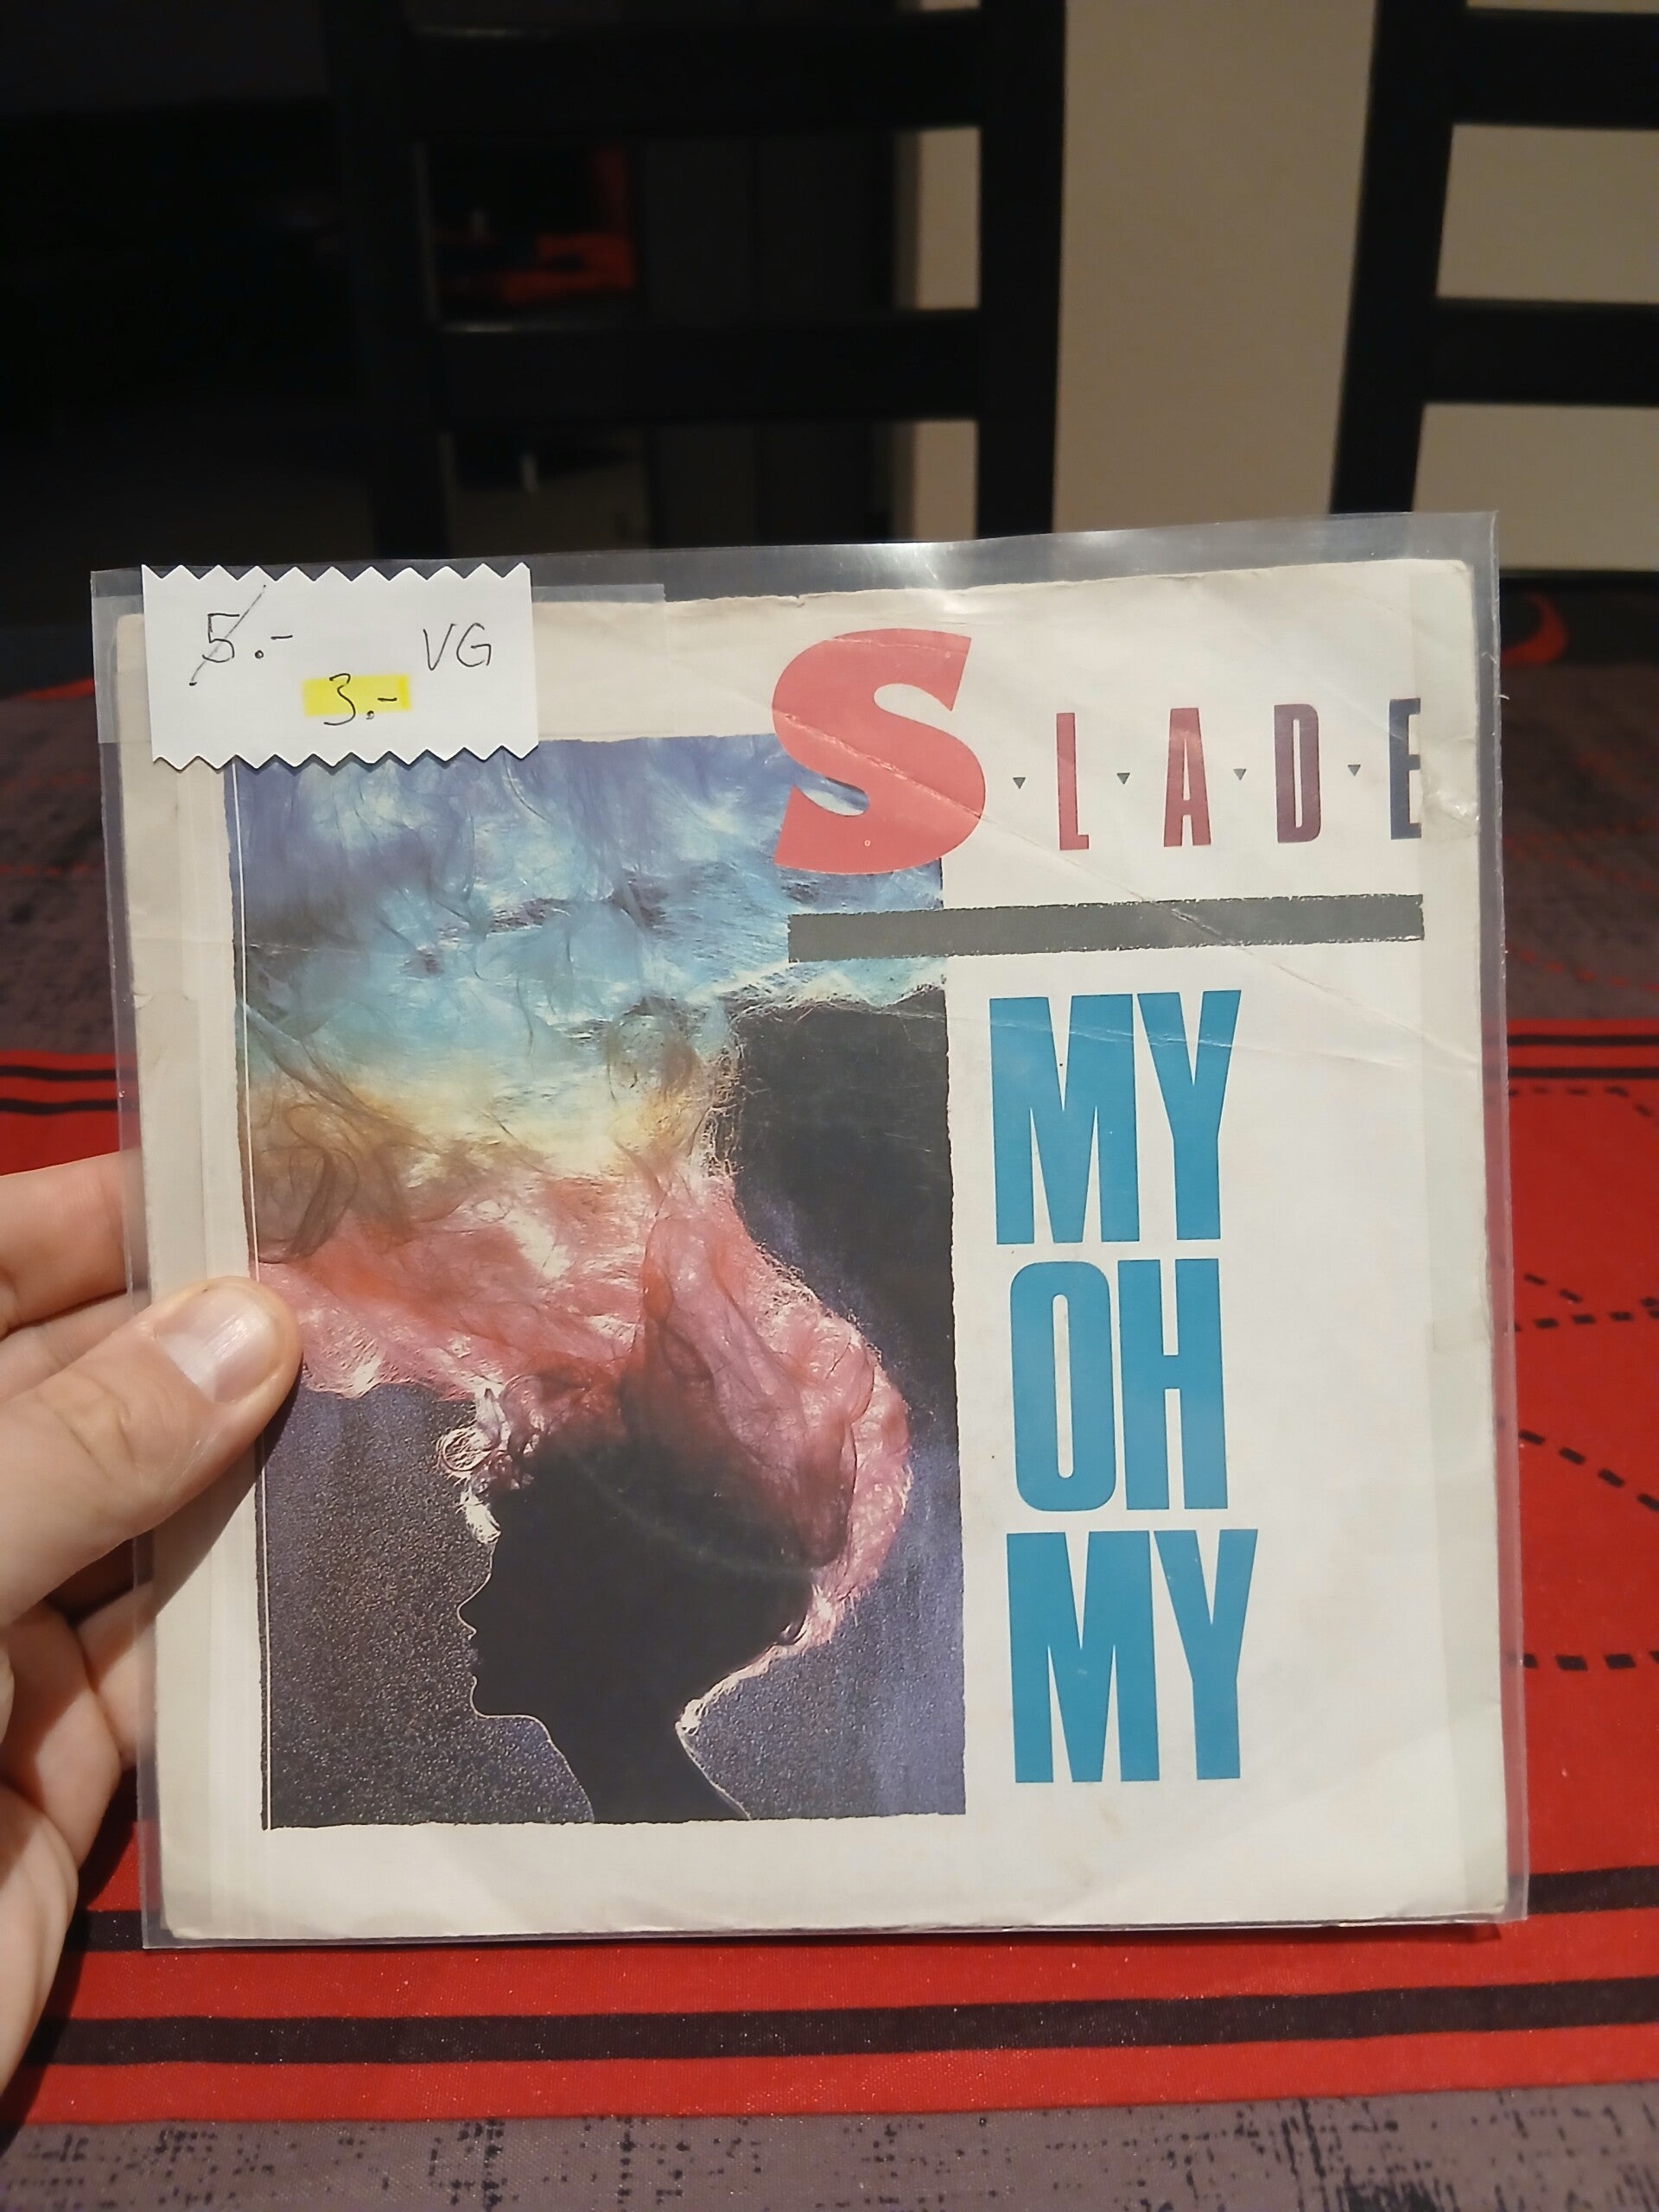 5.- VG
3.-
S▾L▾A▾D▾E
MY
OH
MY